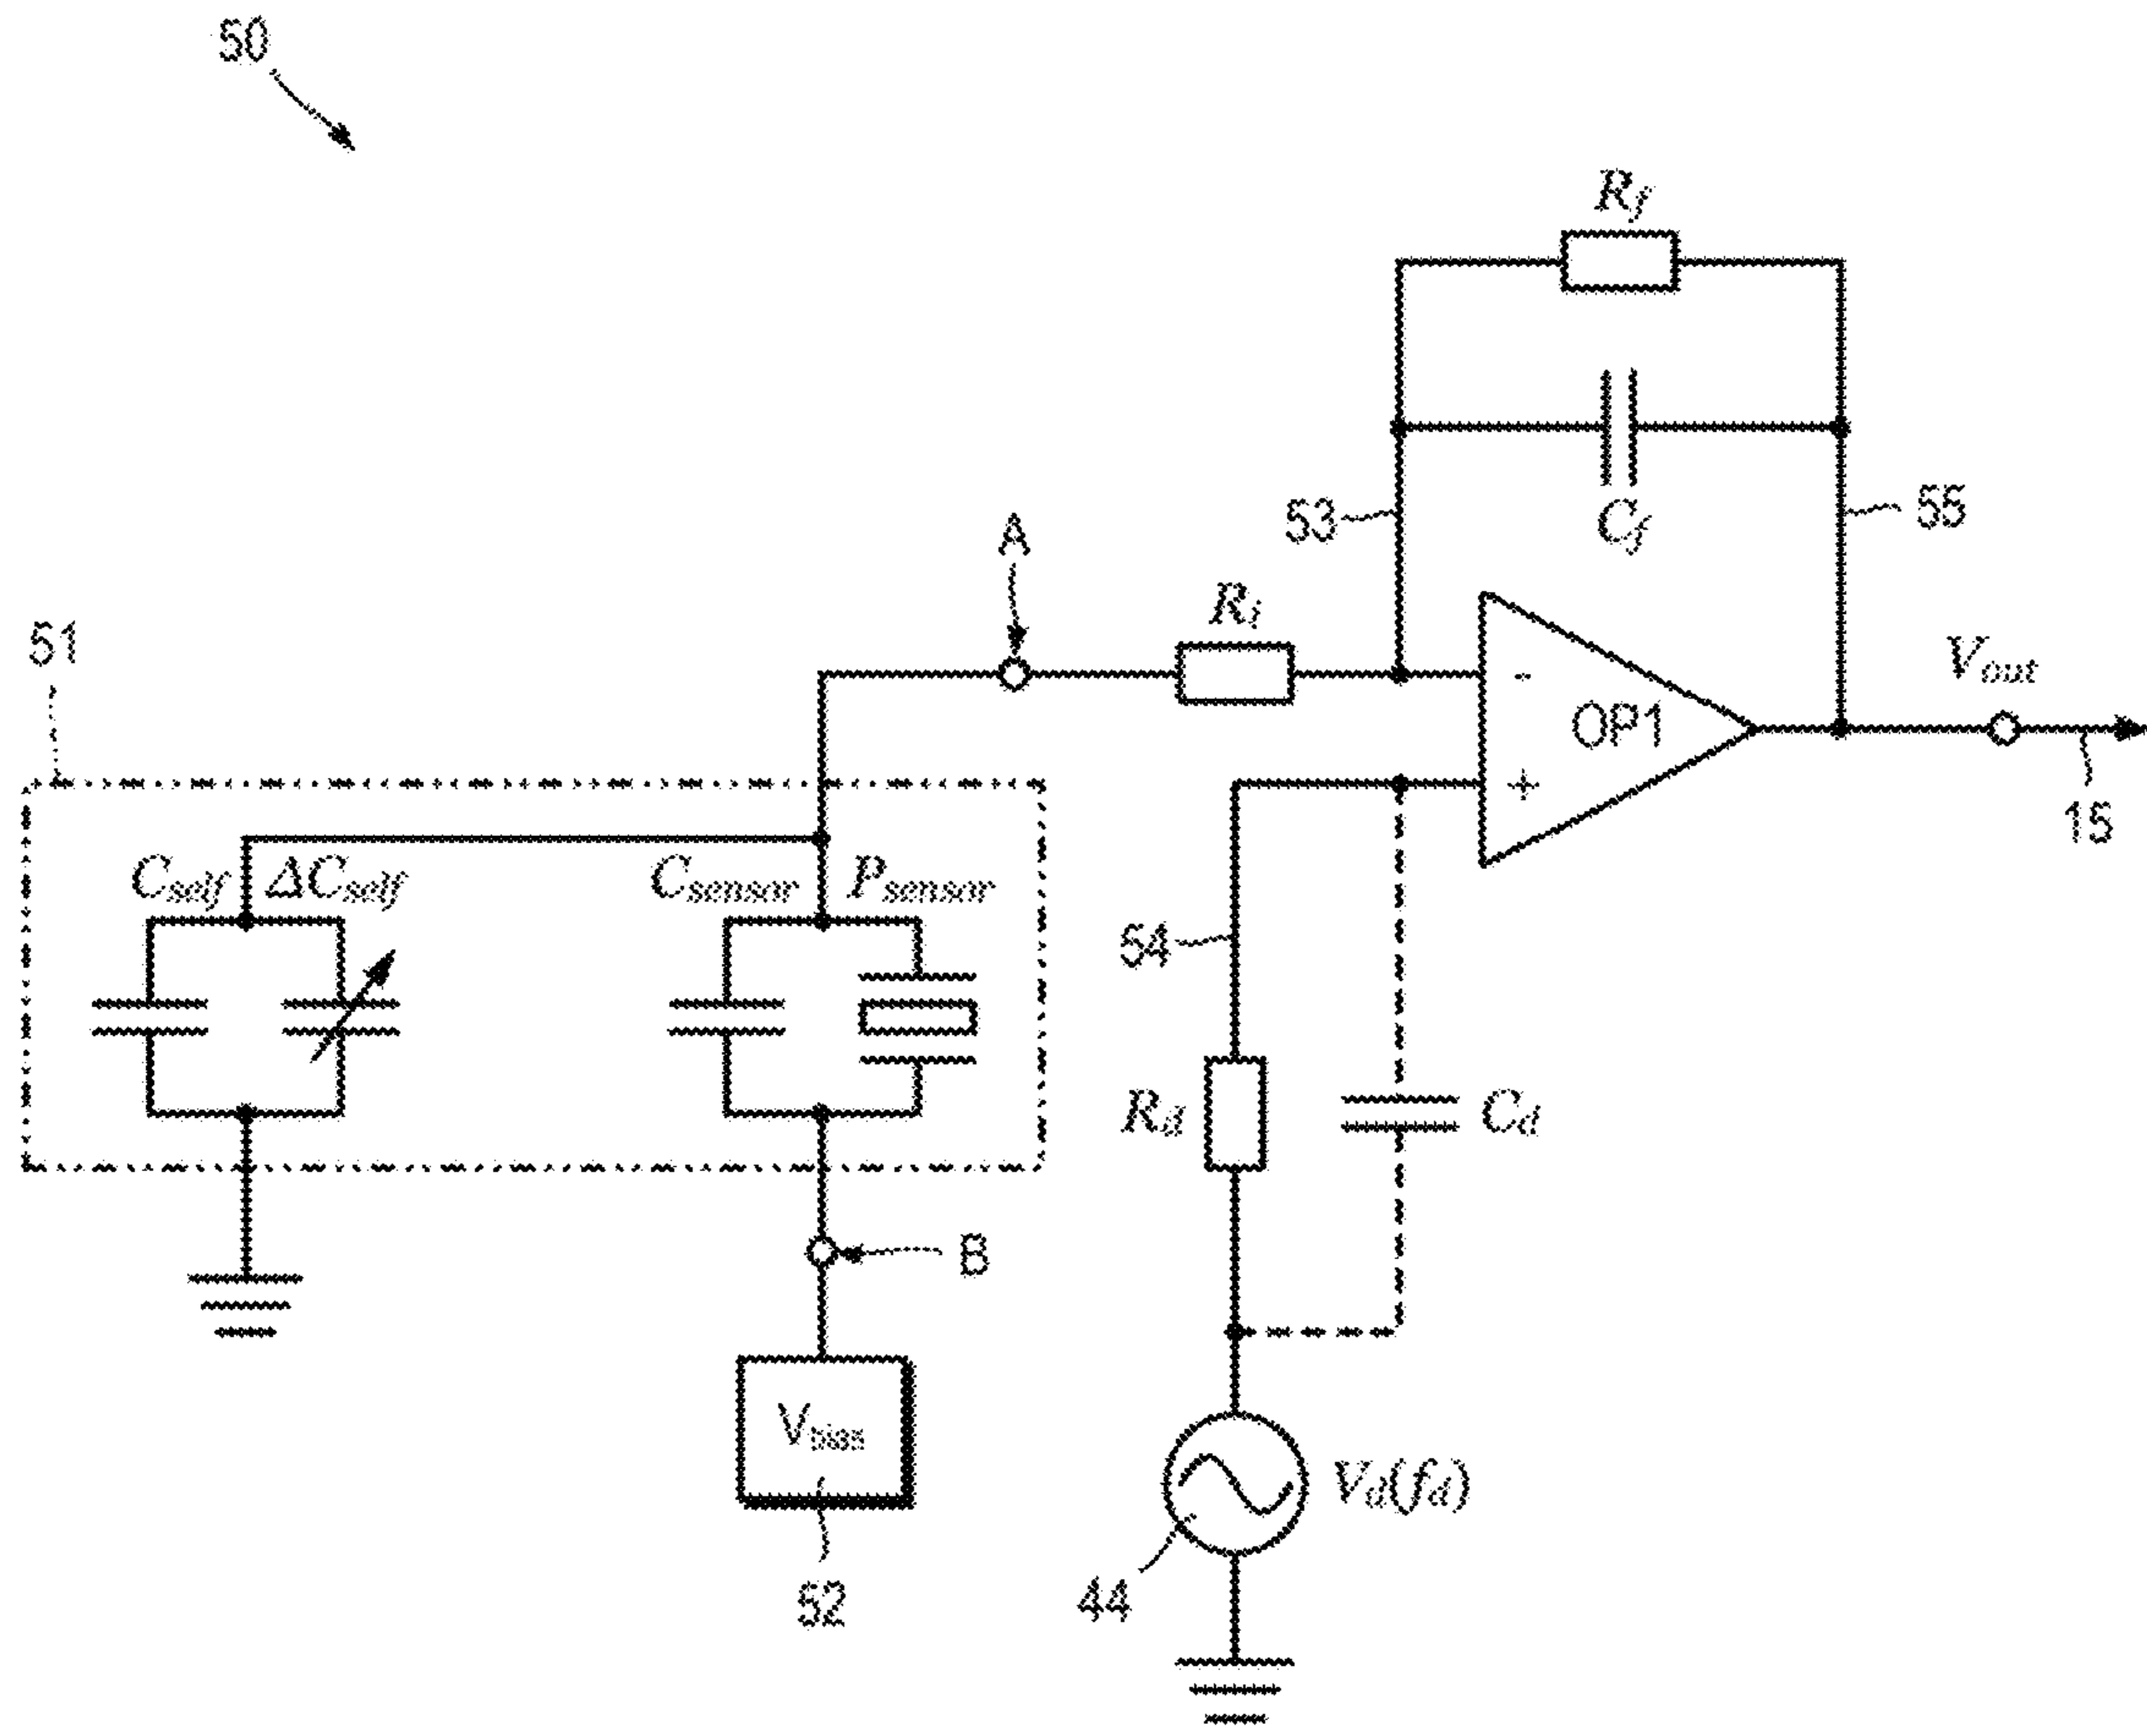 50
Rf
Cf
53
55
A
Ri
51
-
OP1
+
Vout
15
Cself ΔCself
Csensor Psensor
54
Rd
Cd
B
Vbias
52
Vd(fd)
44